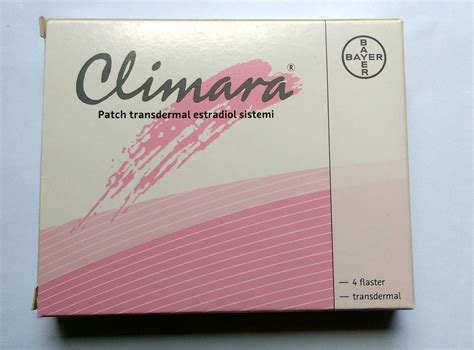 Climara®
Patch transdermal estradiol sistemi
BAYER
BAYER
— 4 flaster
— transdermal